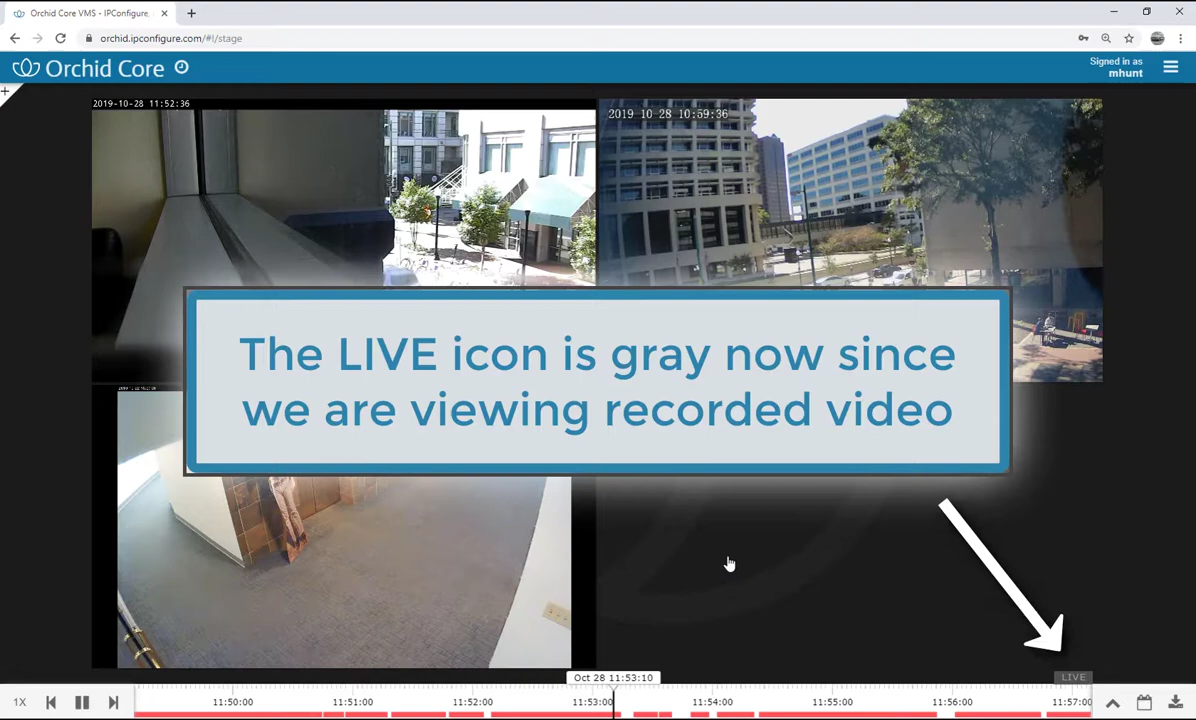 Orchid Core VMS - IPConfigure,
orchid.ipconfigure.com/#!/stage
Orchid Core
Signed in as
mhunt
2019-10-28 11:52:36
2019 10 28 10:59:36
The LIVE icon is gray now since
we are viewing recorded video
LIVE
Oct 28 11:53:10
1X
11:50:00 11:51:00 11:52:00 11:53:00 11:54:00 11:55:00 11:56:00 11:57:00